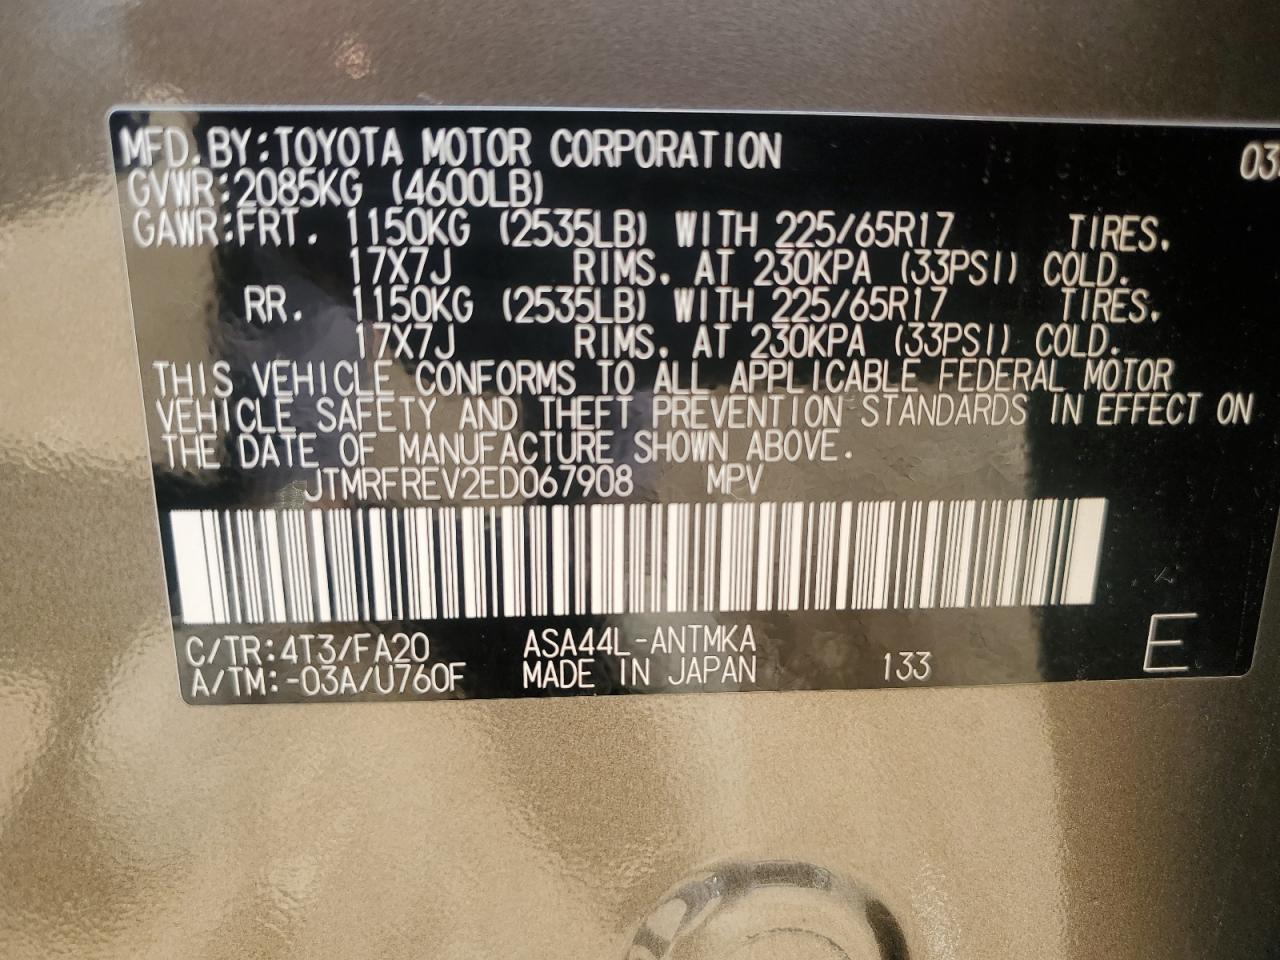 MFD.BY:TOYOTA MOTOR CORPORATION 03
GVWR:2085KG (4600LB)
GAWR:FRT. 1150KG (2535LB) WITH 225/65R17 TIRES.
17X7J RIMS. AT 230KPA (33PSI) COLD.
RR. 1150KG (2535LB) WITH 225/65R17 TIRES.
17X7J RIMS. AT 230KPA (33PSI) COLD.
THIS VEHICLE CONFORMS TO ALL APPLICABLE FEDERAL MOTOR
VEHICLE SAFETY AND THEFT PREVENTION STANDARDS IN EFFECT ON
THE DATE OF MANUFACTURE SHOWN ABOVE.
JTMRFREV2ED067908 MPV
C/TR:4T3/FA20 ASA44L-ANTMKA
A/TM:-03A/U760F MADE IN JAPAN 133 E